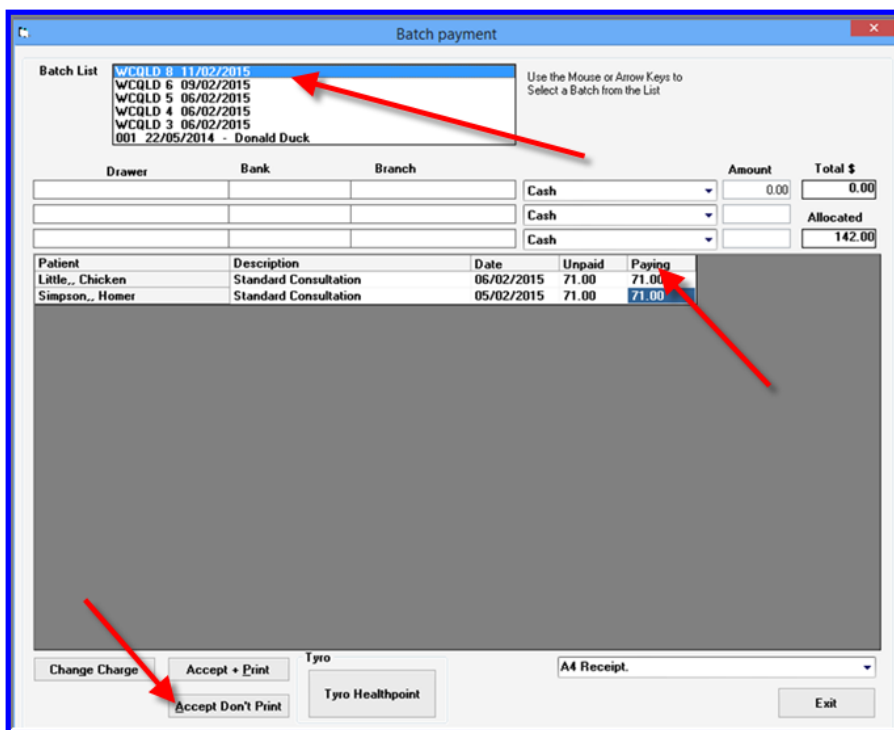 Batch payment
Batch List
WCQLD 8 11/02/2015
WCQLD 6 09/02/2015
WCQLD 5 06/02/2015
WCQLD 4 06/02/2015
WCQLD 3 06/02/2015
001 22/05/2014 - Donald Duck
Use the Mouse or Arrow Keys to
Select a Batch from the List
Drawer Bank Branch Amount Total $
Cash 0.00 0.00
Cash Allocated
Cash 142.00
Patient Description Date Unpaid Paying
Little,, Chicken Standard Consultation 06/02/2015 71.00 71.00
Simpson,, Homer Standard Consultation 05/02/2015 71.00 71.00
Tyro
Change Charge Accept + Print A4 Receipt.
Accept Don't Print Tyro Healthpoint Exit